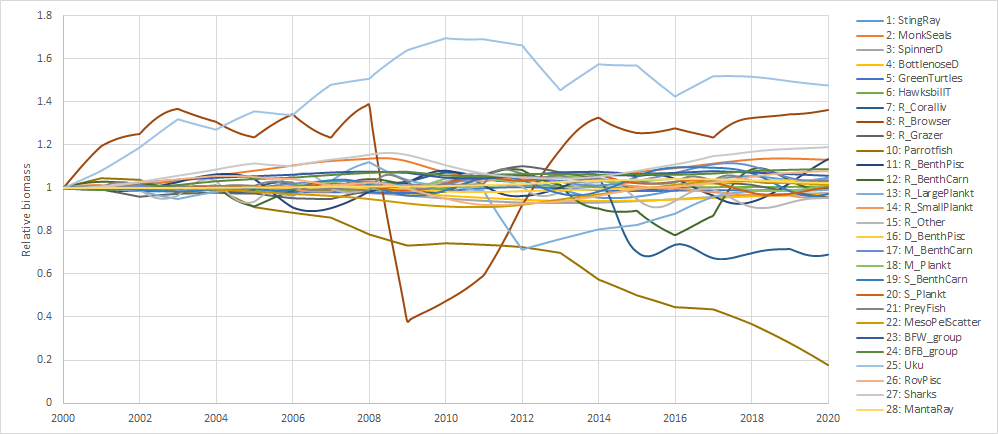 1.8
1.6
1.4
1.2
1
0.8
0.6
0.4
0.2
0
Relative biomass
2000 2002 2004 2006 2008 2010 2012 2014 2016 2018 2020
1: StingRay
2: MonkSeals
3: SpinnerD
4: BottlenoseD
5: GreenTurtles
6: HawksbillT
7: R_Coralliv
8: R_Browser
9: R_Grazer
10: Parrotfish
11: R_BenthPisc
12: R_BenthCarn
13: R_LargePlankt
14: R_SmallPlankt
15: R_Other
16: D_BenthPisc
17: M_BenthCarn
18: M_Plankt
19: S_BenthCarn
20: S_Plankt
21: PreyFish
22: MesoPelScatter
23: BFW_group
24: BFB_group
25: Uku
26: RovPisc
27: Sharks
28: MantaRay